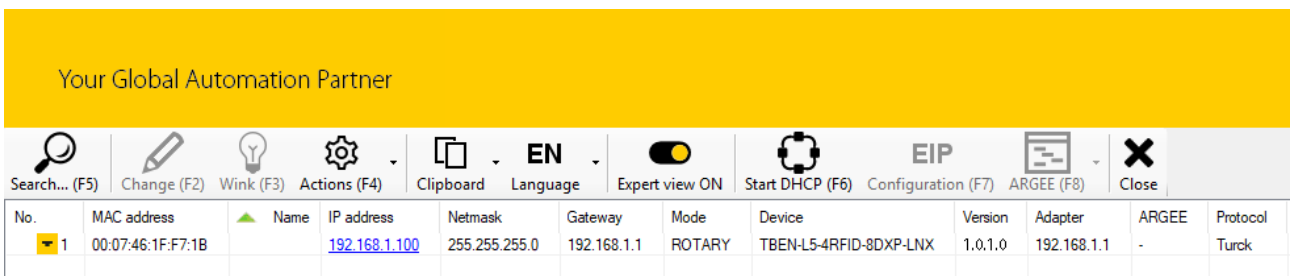 Your Global Automation Partner
EN EIP
Search... (F5) Change (F2) Wink (F3) Actions (F4) Clipboard Language Expert view ON Start DHCP (F6) Configuration (F7) ARGEE (F8) Close
No. MAC address Name IP address Netmask Gateway Mode Device Version Adapter ARGEE Protocol
1 00:07:46:1F:F7:1B 192.168.1.100 255.255.255.0 192.168.1.1 ROTARY TBEN-L5-4RFID-8DXP-LNX 1.0.1.0 192.168.1.1 - Turck